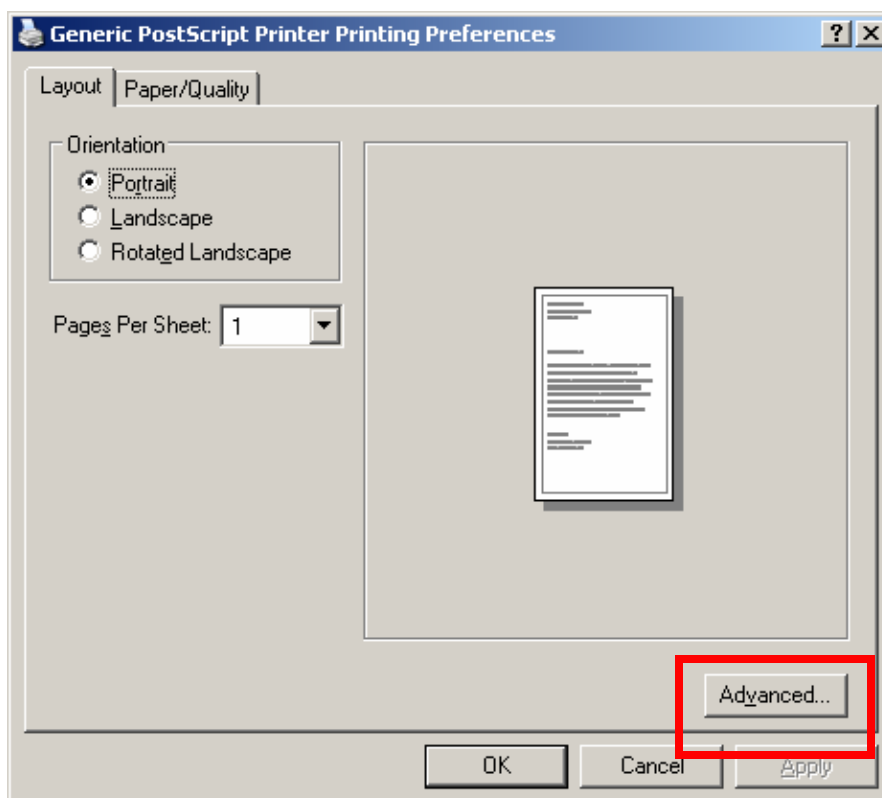 Generic PostScript Printer Printing Preferences
Layout
Paper/Quality
Orientation
Portrait
Landscape
Rotated Landscape
Pages Per Sheet: 1
Advanced...
OK
Cancel
Apply